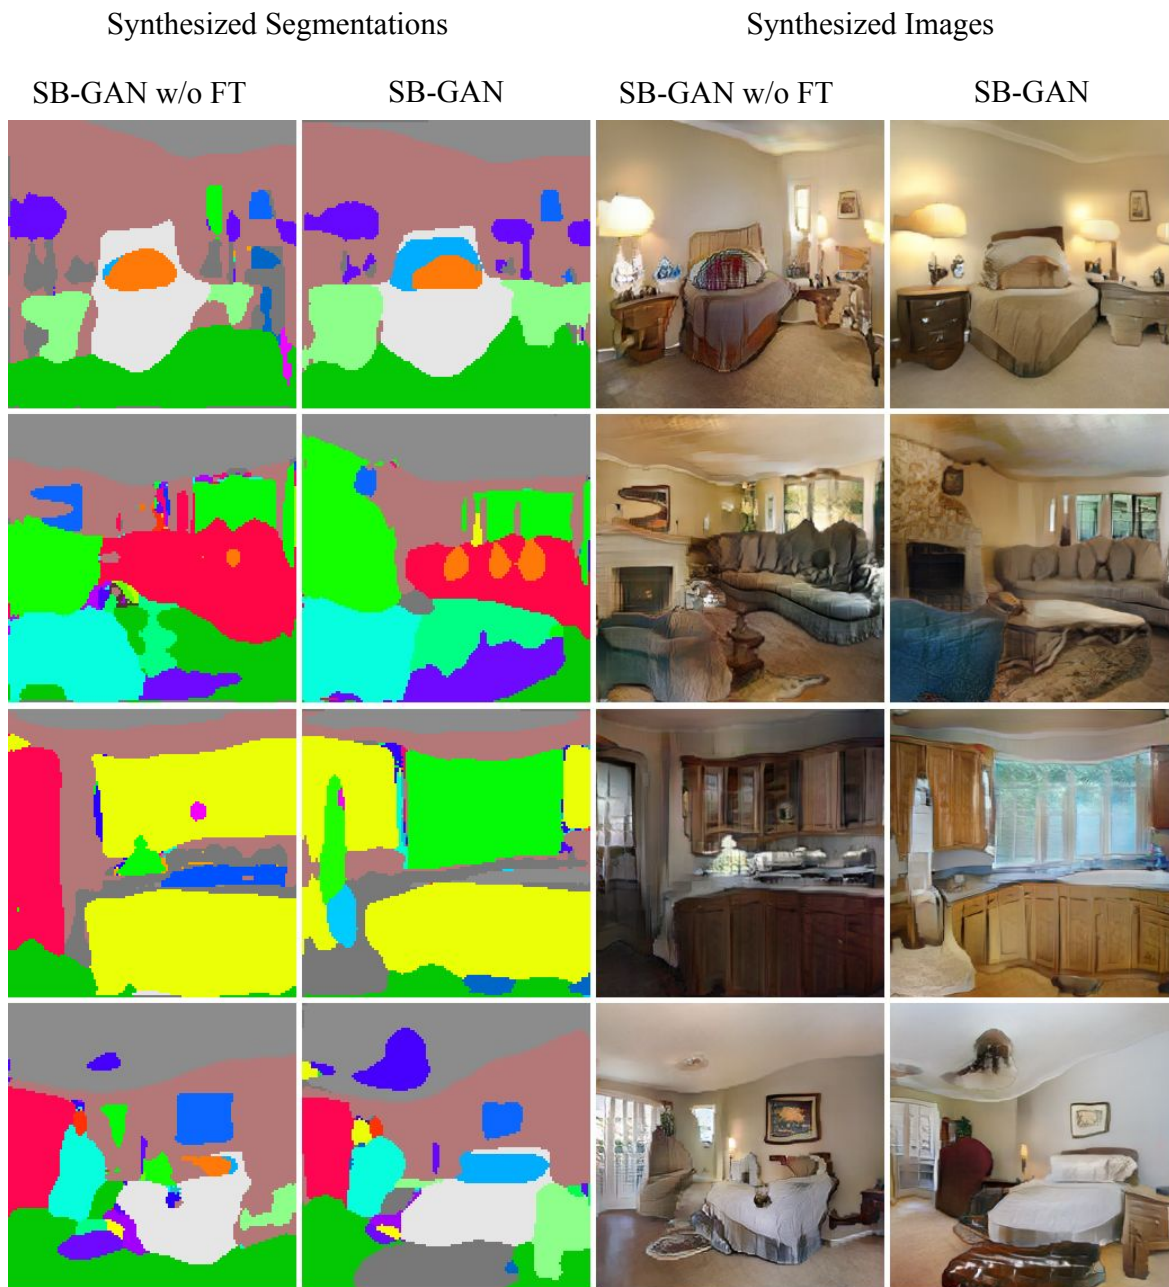 Synthesized Segmentations Synthesized Images
SB-GAN w/o FT SB-GAN SB-GAN w/o FT SB-GAN